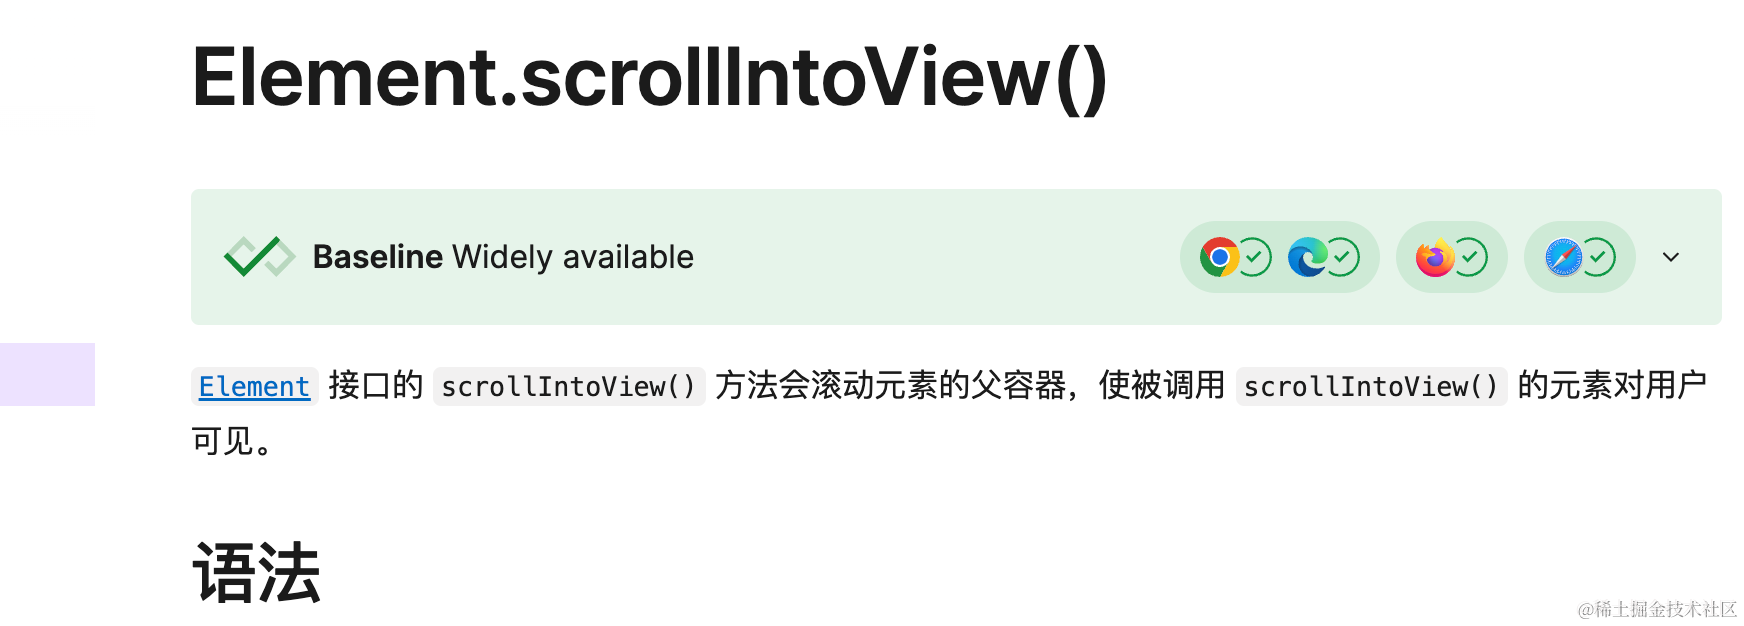 Element.scrollIntoView()
Baseline Widely available
Element 接口的 scrollIntoView() 方法会滚动元素的父容器，使被调用 scrollIntoView() 的元素对用户
可见。
语法
@稀土掘金技术社区